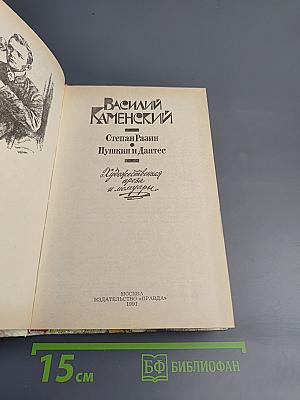 Василий
Каменский
Степан Разин
Пушкин и Дантес
Художественная
проза
и мемуары
МОСКВА
ИЗДАТЕЛЬСТВО «ПРАВДА»
1991
15 см
БФ БИБЛИОФАН